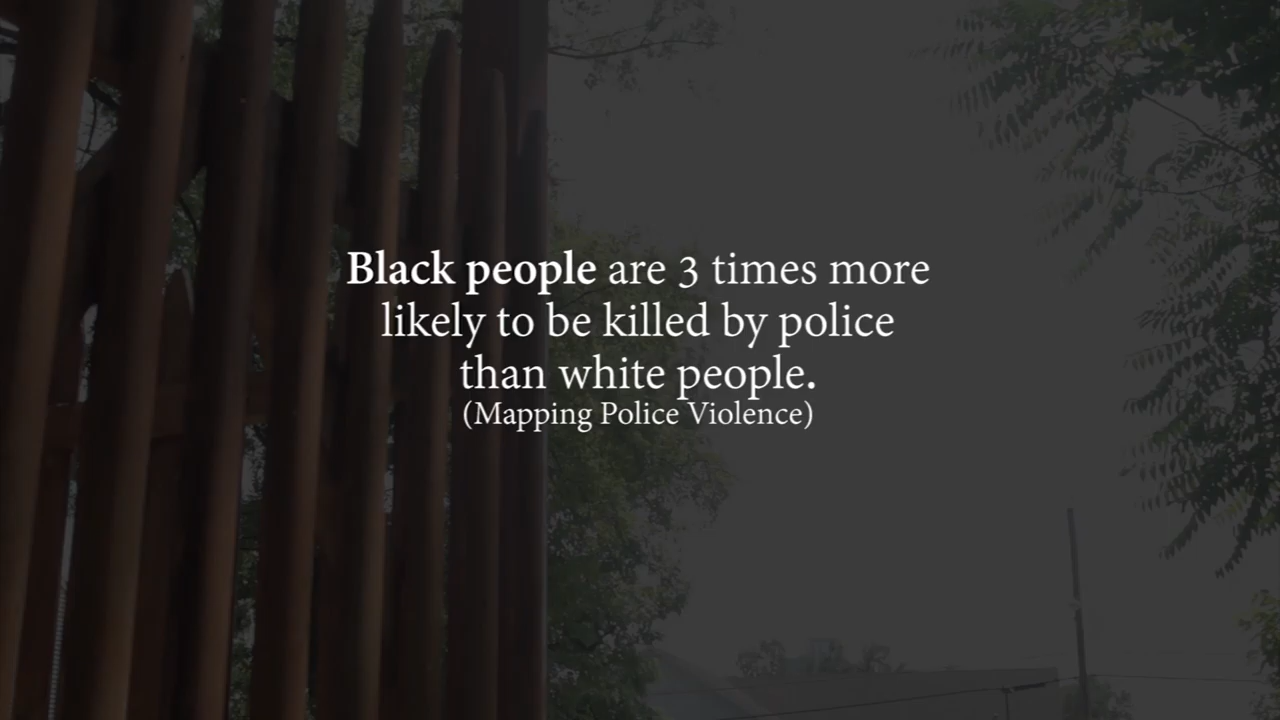 Black people are 3 times more
likely to be killed by police
than white people.
(Mapping Police Violence)